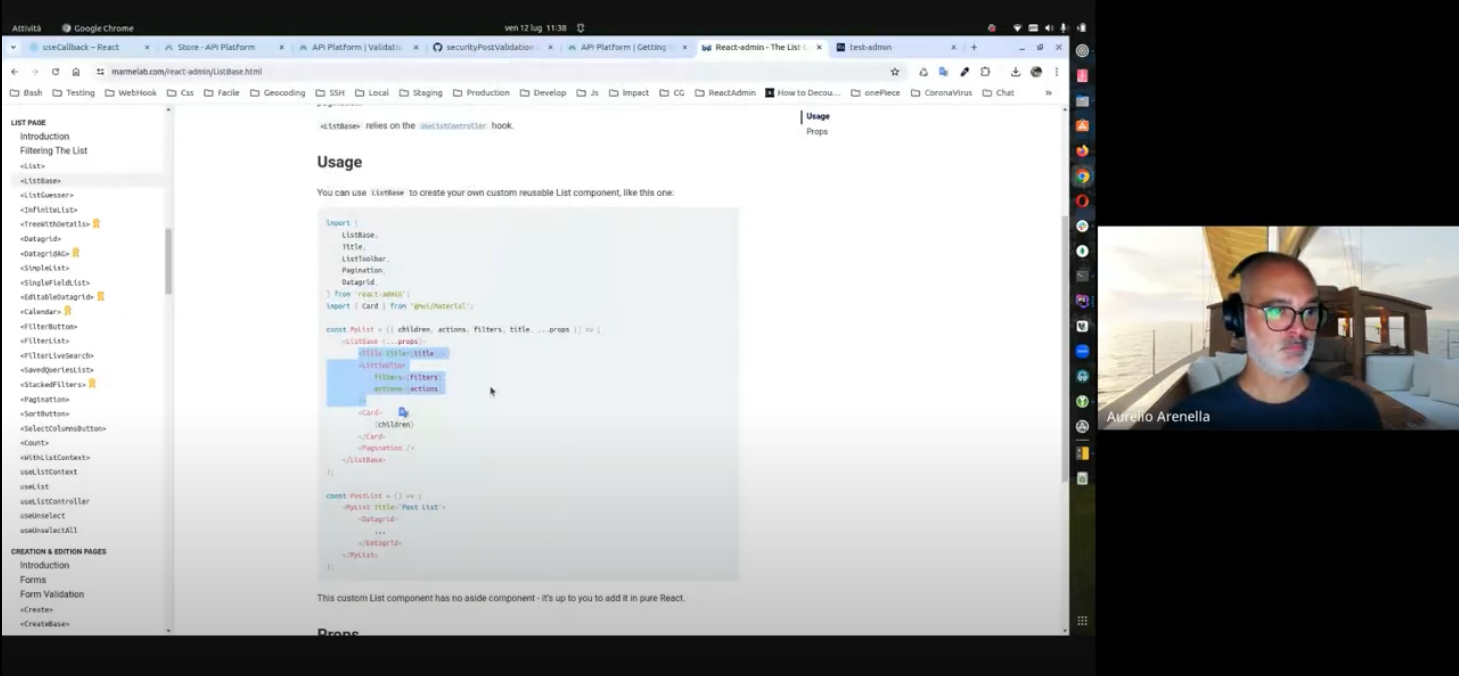 Attività
Google Chrome
ven 12 lug 11:38
useCallback – React
Store - API Platform
API Platform | Validatio
securityPostValidation
API Platform | Getting
React-admin - The List
test-admin
marmelab.com/react-admin/ListBase.html
Bash
Testing
WebHook
Css
Facile
Geocoding
SSH
Local
Staging
Production
Develop
Js
Impact
CG
ReactAdmin
How to Decou...
onePiece
CoronaVirus
Chat
»
LIST PAGE
Introduction
Filtering The List
<List>
<ListBase>
<ListGuesser>
<InfiniteList>
<TreeWithDetails>
<Datagrid>
<DatagridAG>
<SimpleList>
<SingleFieldList>
<EditableDatagrid>
<Calendar>
<FilterButton>
<FilterList>
<FilterLiveSearch>
<SavedQueriesList>
<StackedFilters>
<Pagination>
<SortButton>
<SelectColumnsButton>
<Count>
<WithListContext>
useListContext
useList
useListController
useUnselect
useUnselectAll
CREATION & EDITION PAGES
Introduction
Forms
Form Validation
<Create>
<CreateBase>
pagination.
<ListBase> relies on the useListController hook.
Usage
You can use ListBase to create your own custom reusable List component, like this one:
import {
ListBase,
Title,
ListToolbar,
Pagination,
Datagrid,
} from 'react-admin';
import { Card } from '@mui/material';
const MyList = ({ children, actions, filters, title, ...props }) => (
<ListBase {...props}>
<Title title={title}/>
<ListToolbar
filters={filters}
actions={actions}
/>
<Card>
{children}
</Card>
<Pagination />
</ListBase>
);
const PostList = () => (
<MyList title="Post List">
<Datagrid>
...
</Datagrid>
</MyList>
);
This custom List component has no aside component - it's up to you to add it in pure React.
Props
Usage
Props
Aurelio Arenella